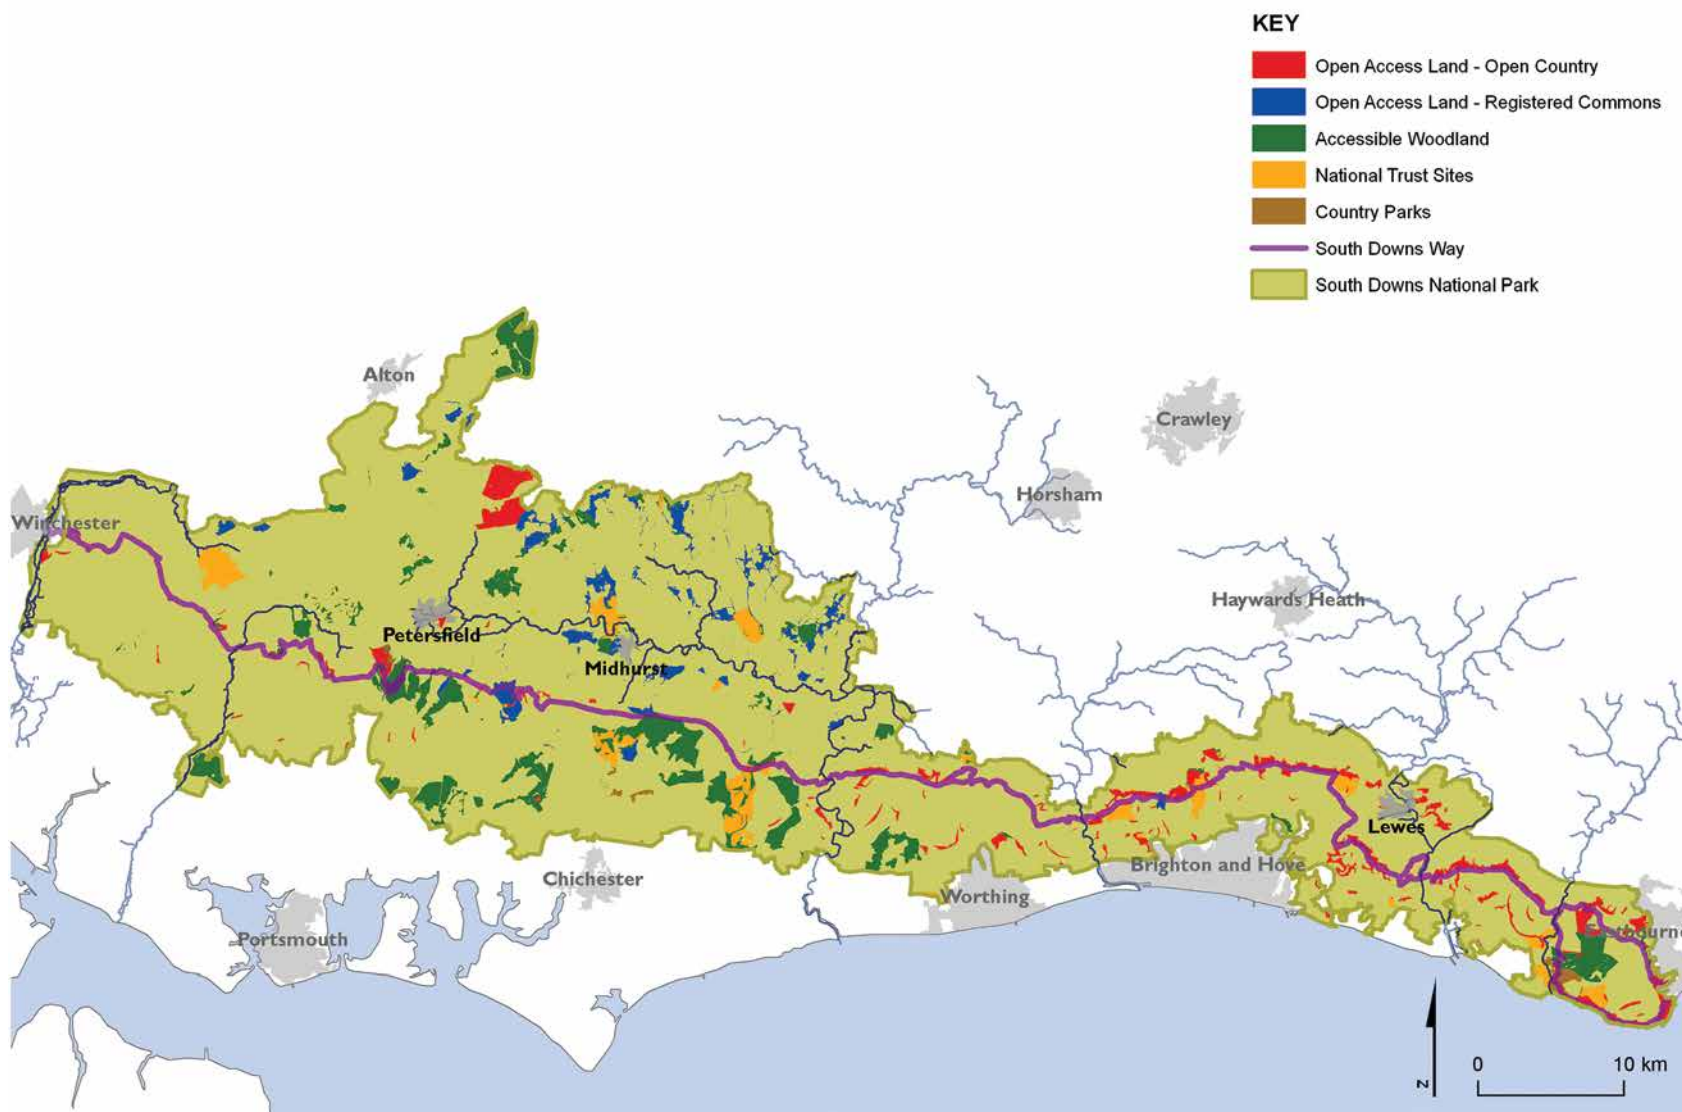 KEY
Open Access Land - Open Country
Open Access Land - Registered Commons
Accessible Woodland
National Trust Sites
Country Parks
South Downs Way
South Downs National Park
Alton
Crawley
Horsham
Winchester
Haywards Heath
Petersfield
Midhurst
Lewes
Brighton and Hove
Chichester
Worthing
Portsmouth
Eastbourne
0 10 km
N